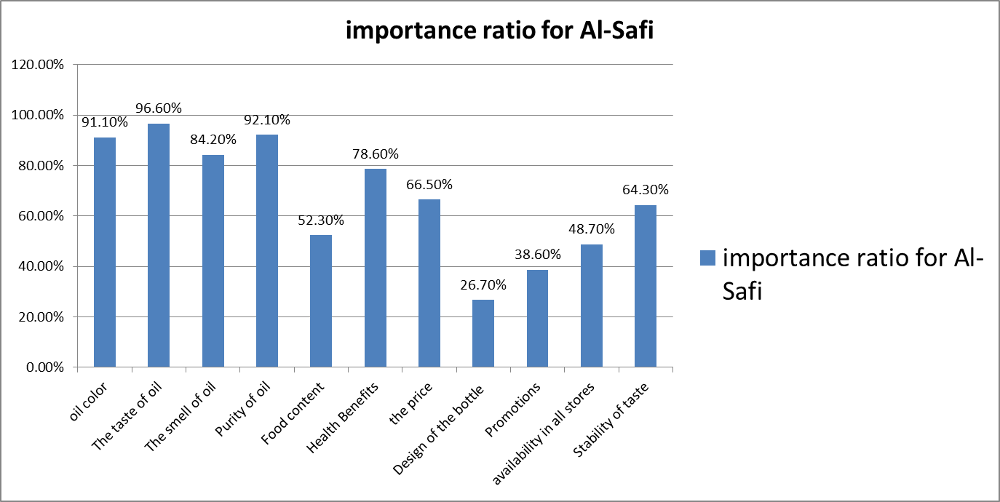 importance ratio for Al-Safi
120.00%
100.00%
80.00%
60.00%
40.00%
20.00%
0.00%
91.10%
96.60%
84.20%
92.10%
52.30%
78.60%
66.50%
26.70%
38.60%
48.70%
64.30%
oil color
The taste of oil
The smell of oil
Purity of oil
Food content
Health Benefits
the price
Design of the bottle
Promotions
availability in all stores
Stability of taste
importance ratio for Al-
Safi